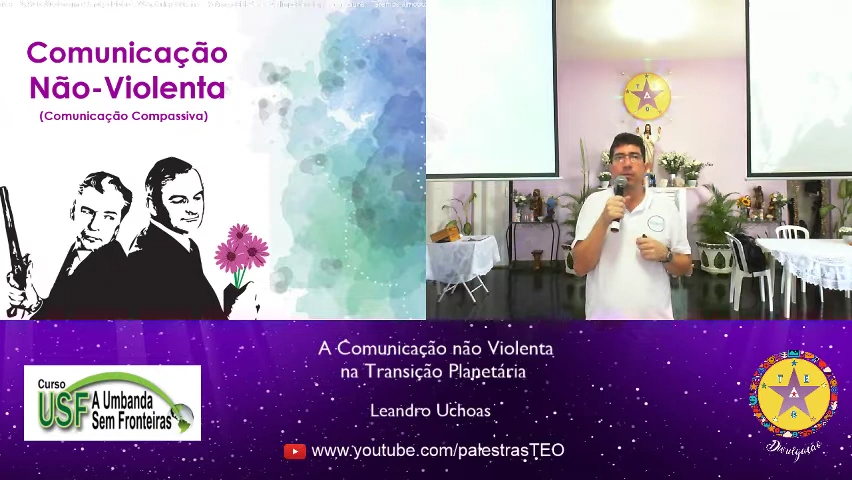 Comunicação
Não-Violenta
(Comunicação Compassiva)
A Comunicação não Violenta
na Transição Planetária
Leandro Uchoas
www.youtube.com/palestrasTEO
Curso
USF A Umbanda
Sem Fronteiras
T E
U B
Divulgação